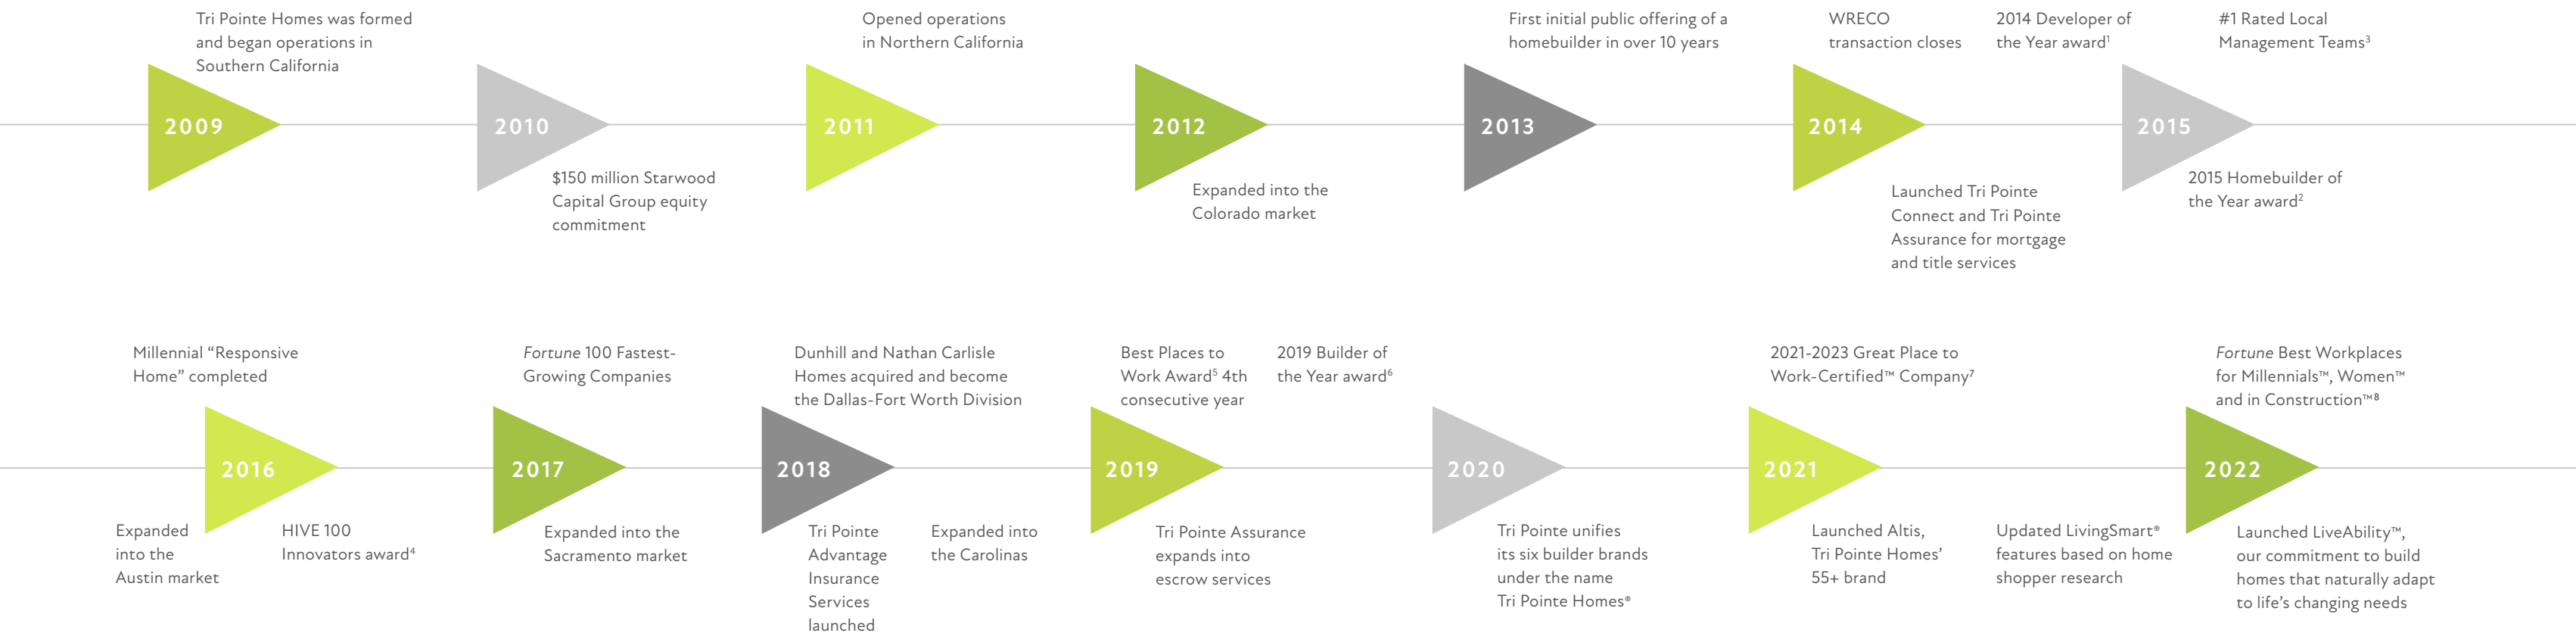 Tri Pointe Homes was formed
and began operations in
Southern California
2009
2010
$150 million Starwood
Capital Group equity
commitment
Opened operations
in Northern California
2011
2012
Expanded into the
Colorado market
First initial public offering of a
homebuilder in over 10 years
2013
WRECO
transaction closes
2014 Developer of
the Year award¹
2014
Launched Tri Pointe
Connect and Tri Pointe
Assurance for mortgage
and title services
#1 Rated Local
Management Teams³
2015
2015 Homebuilder of
the Year award²
Millennial “Responsive
Home” completed
2016
Expanded
into the
Austin market
HIVE 100
Innovators award⁴
Fortune 100 Fastest-
Growing Companies
2017
Expanded into the
Sacramento market
Dunhill and Nathan Carlisle
Homes acquired and become
the Dallas-Fort Worth Division
2018
Tri Pointe
Advantage
Insurance
Services
launched
Expanded into
the Carolinas
Best Places to
Work Award⁵ 4th
consecutive year
2019 Builder of
the Year award⁶
2019
Tri Pointe Assurance
expands into
escrow services
2020
Tri Pointe unifies
its six builder brands
under the name
Tri Pointe Homes®
2021-2023 Great Place to
Work-Certified™ Company⁷
2021
Launched Altis,
Tri Pointe Homes’
55+ brand
Updated LivingSmart®
features based on home
shopper research
Fortune Best Workplaces
for Millennials™, Women™
and in Construction™⁸
2022
Launched LiveAbility™,
our commitment to build
homes that naturally adapt
to life’s changing needs